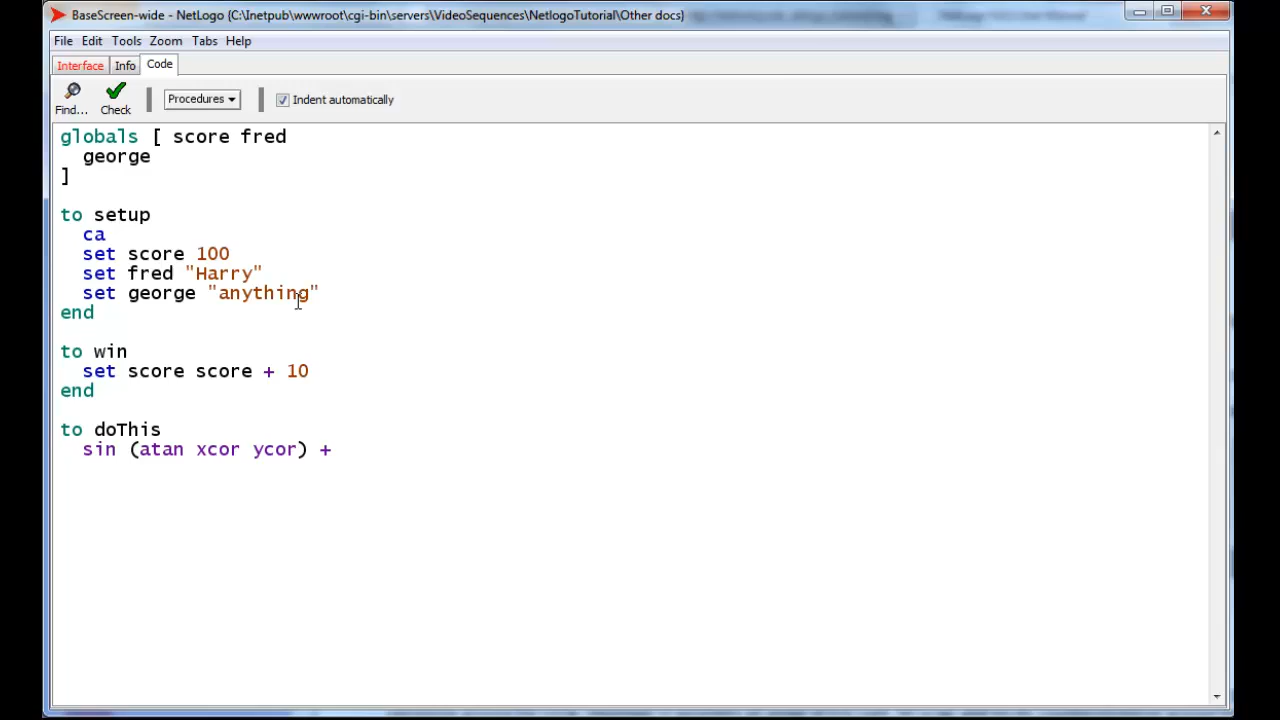 BaseScreen-wide - NetLogo (C:\Inetpub\wwwroot\cgi-bin\servers\VideoSequences\NetlogoTutorial\Other docs)
File Edit Tools Zoom Tabs Help
Interface Info Code
Find... Check Procedures Indent automatically
globals [ score fred
george
]
to setup
ca
set score 100
set fred "Harry"
set george "anything"
end
to win
set score score + 10
end
to doThis
sin (atan xcor ycor) +